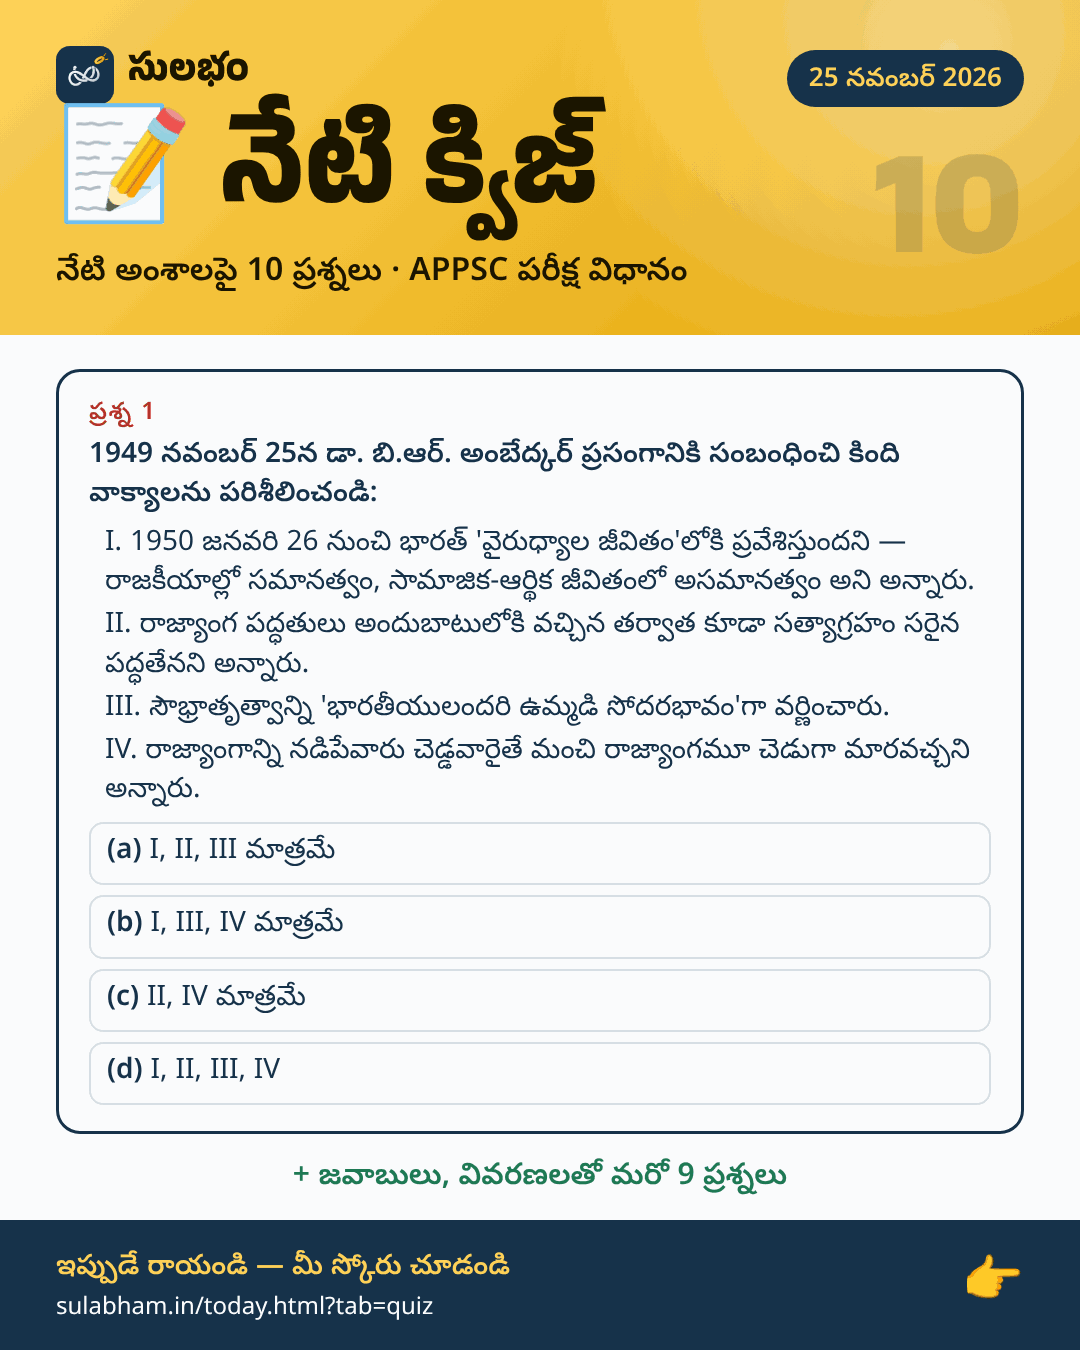 సులభం
25 నవంబర్ 2026
నేటి క్విజ్
10
నేటి అంశాలపై 10 ప్రశ్నలు · APPSC పరీక్ష విధానం
ప్రశ్న 1
1949 నవంబర్ 25న డా. బి.ఆర్. అంబేద్కర్ ప్రసంగానికి సంబంధించి కింది
వాక్యాలను పరిశీలించండి:
I. 1950 జనవరి 26 నుంచి భారత్ 'వైరుధ్యాల జీవితం'లోకి ప్రవేశిస్తుందని —
రాజకీయాల్లో సమానత్వం, సామాజిక-ఆర్థిక జీవితంలో అసమానత్వం అని అన్నారు.
II. రాజ్యాంగ పద్ధతులు అందుబాటులోకి వచ్చిన తర్వాత కూడా సత్యాగ్రహం సరైన
పద్ధతేనని అన్నారు.
III. సౌభ్రాతృత్వాన్ని 'భారతీయులందరి ఉమ్మడి సోదరభావం'గా వర్ణించారు.
IV. రాజ్యాంగాన్ని నడిపేవారు చెడ్డవారైతే మంచి రాజ్యాంగమూ చెడుగా మారవచ్చని
అన్నారు.
(a) I, II, III మాత్రమే
(b) I, III, IV మాత్రమే
(c) II, IV మాత్రమే
(d) I, II, III, IV
+ జవాబులు, వివరణలతో మరో 9 ప్రశ్నలు
ఇప్పుడే రాయండి — మీ స్కోరు చూడండి
sulabham.in/today.html?tab=quiz